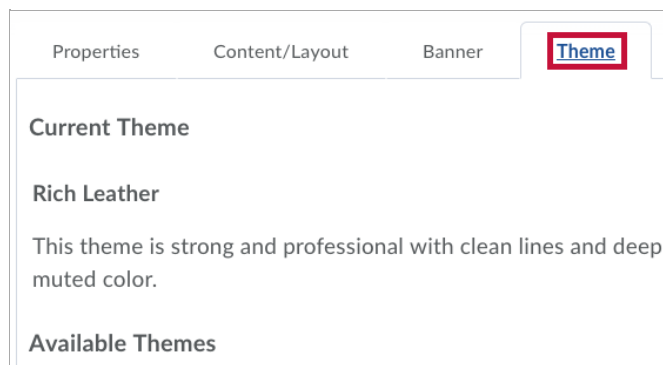 Properties Content/Layout Banner Theme
Current Theme
Rich Leather
This theme is strong and professional with clean lines and deep
muted color.
Available Themes